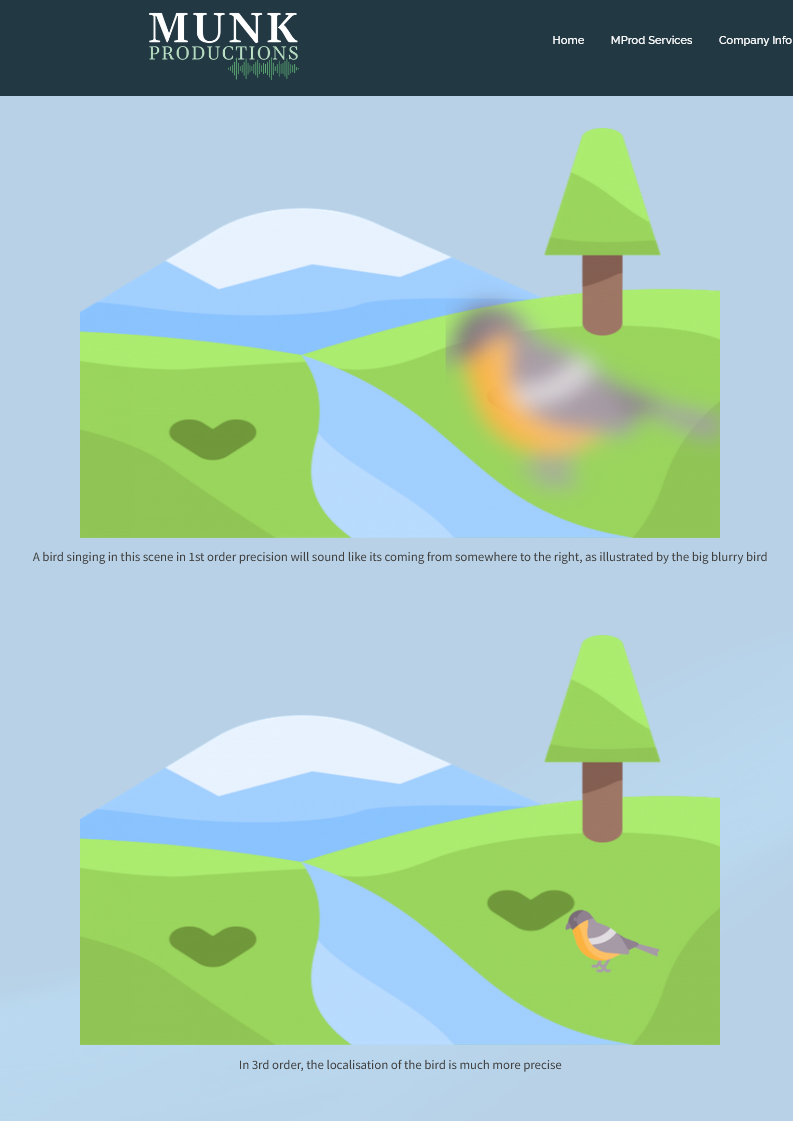 MUNK
PRODUCTIONS
Home MProd Services Company Info
A bird singing in this scene in 1st order precision will sound like its coming from somewhere to the right, as illustrated by the big blurry bird
In 3rd order, the localisation of the bird is much more precise